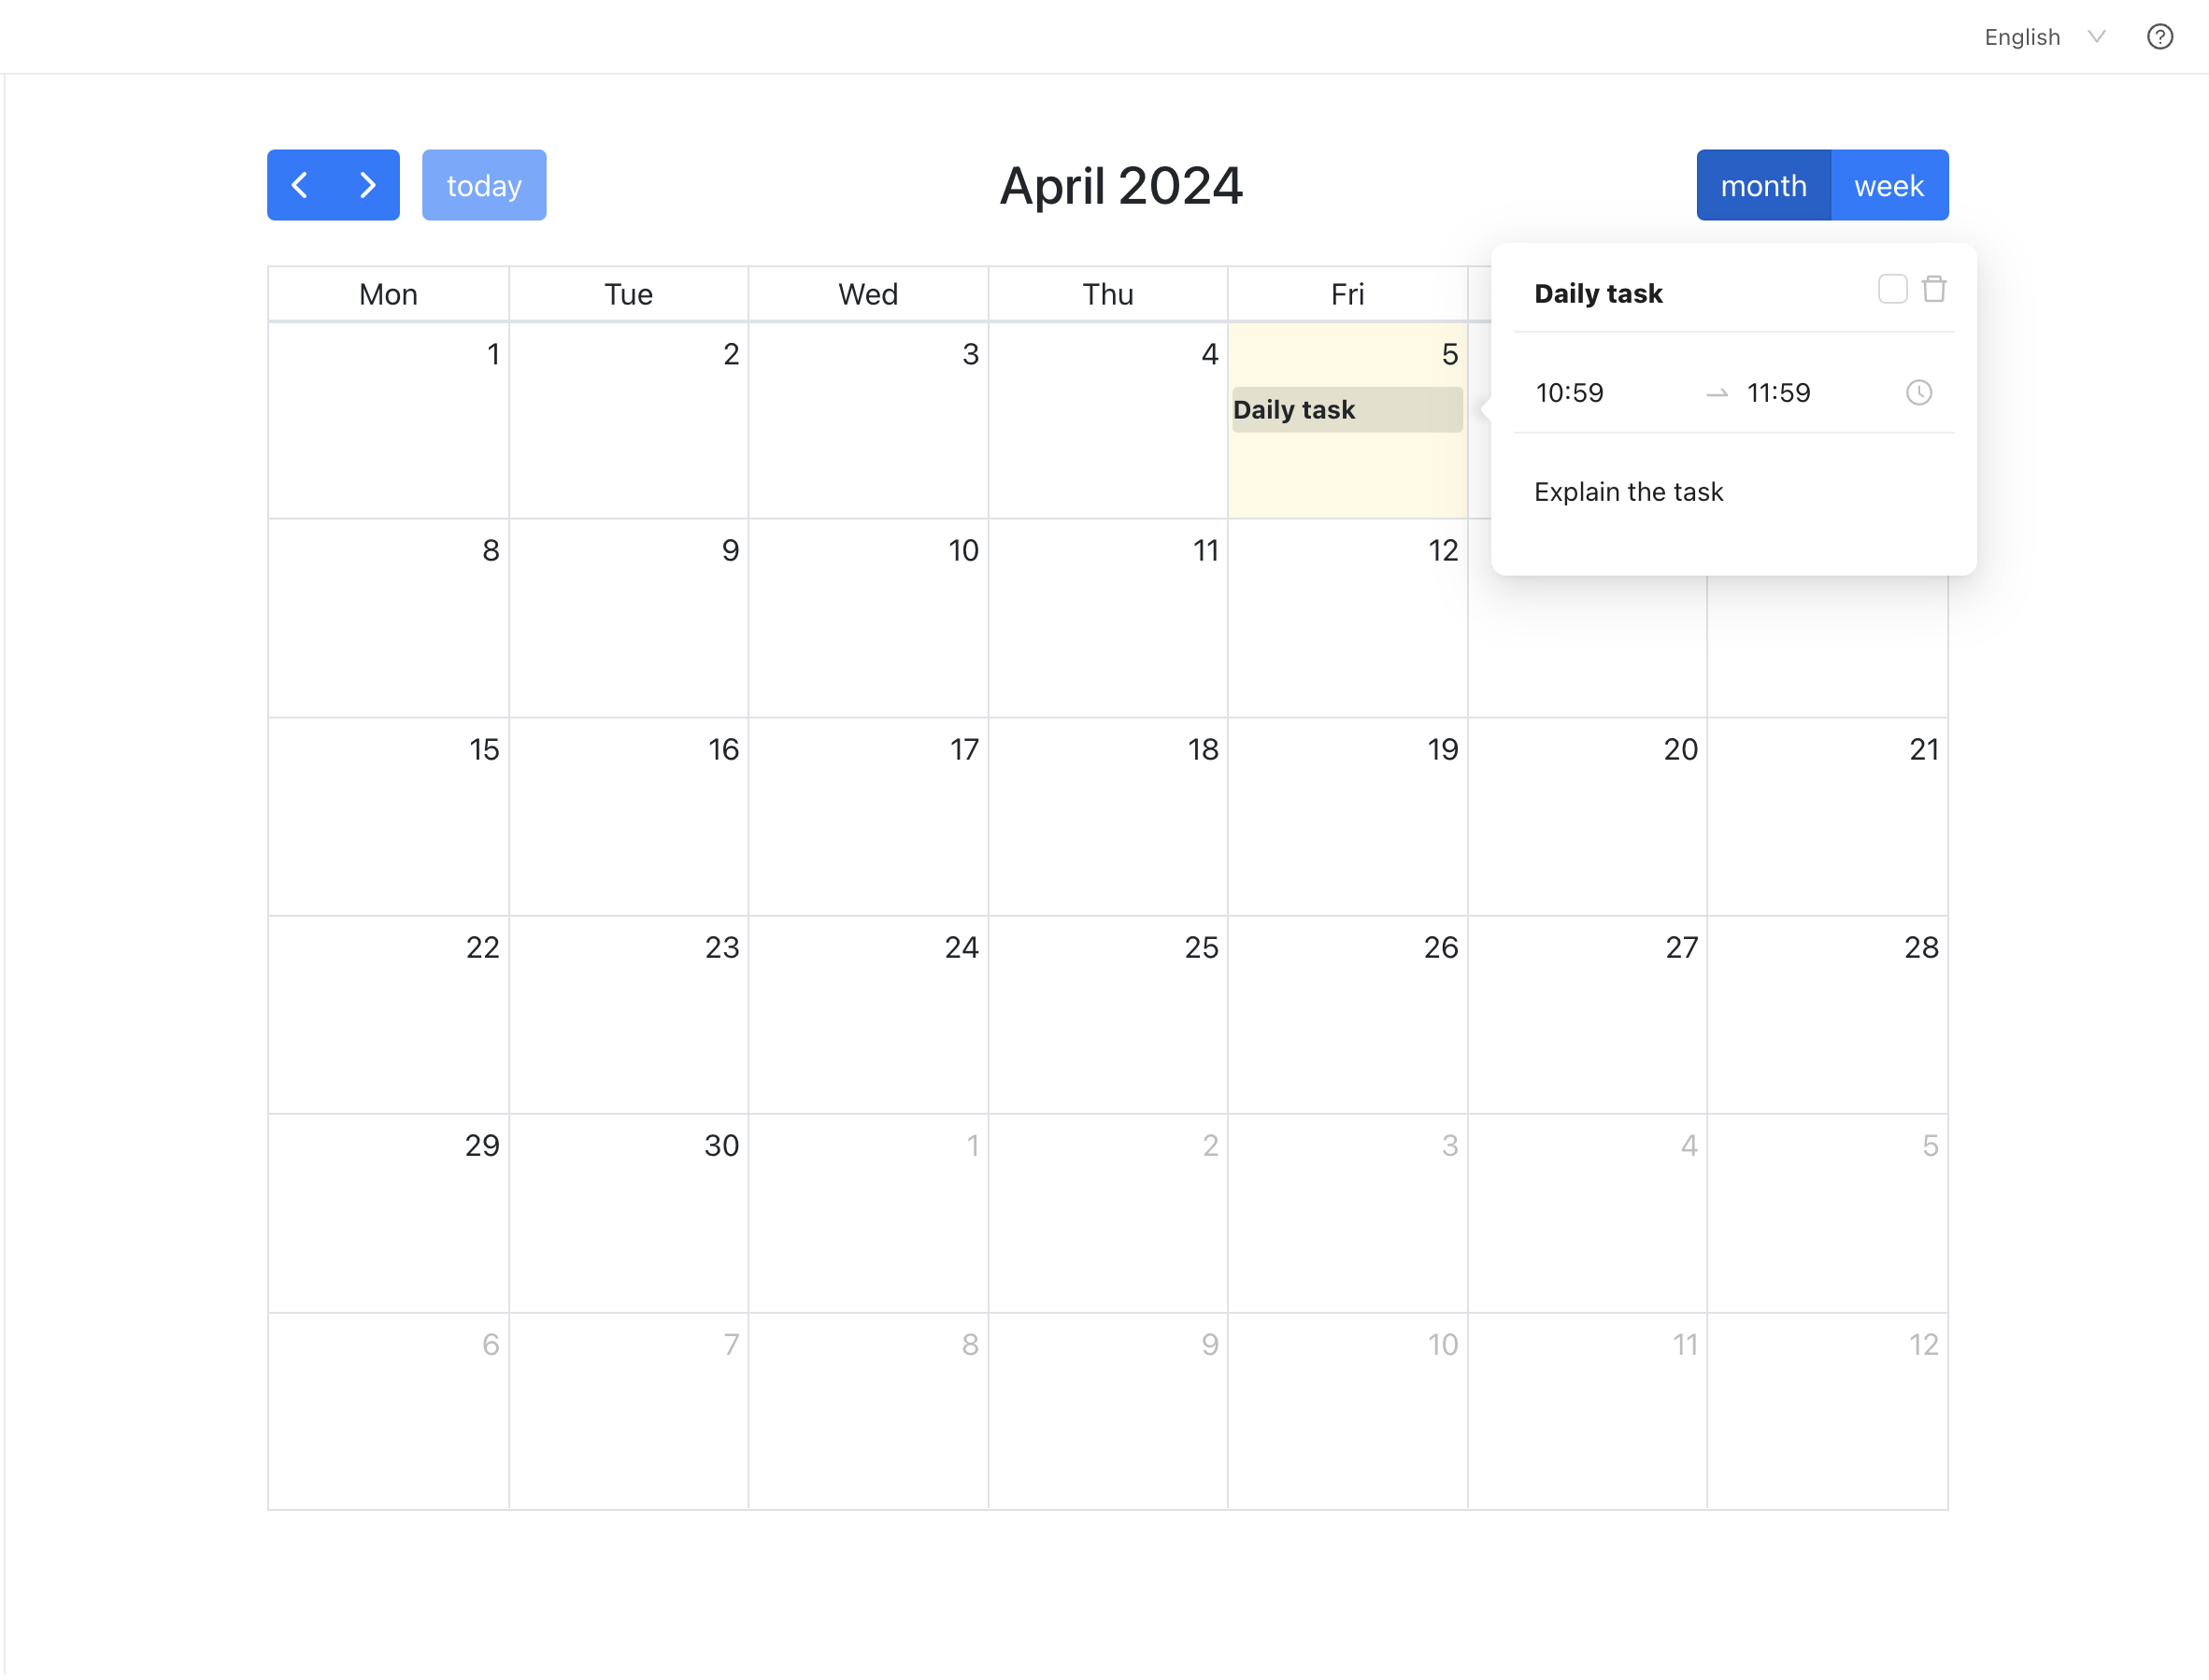 English
today
April 2024
month week
Mon Tue Wed Thu Fri
Daily task
10:59 11:59
Explain the task
1 2 3 4 5
Daily task
8 9 10 11 12
15 16 17 18 19 20 21
22 23 24 25 26 27 28
29 30 1 2 3 4 5
6 7 8 9 10 11 12